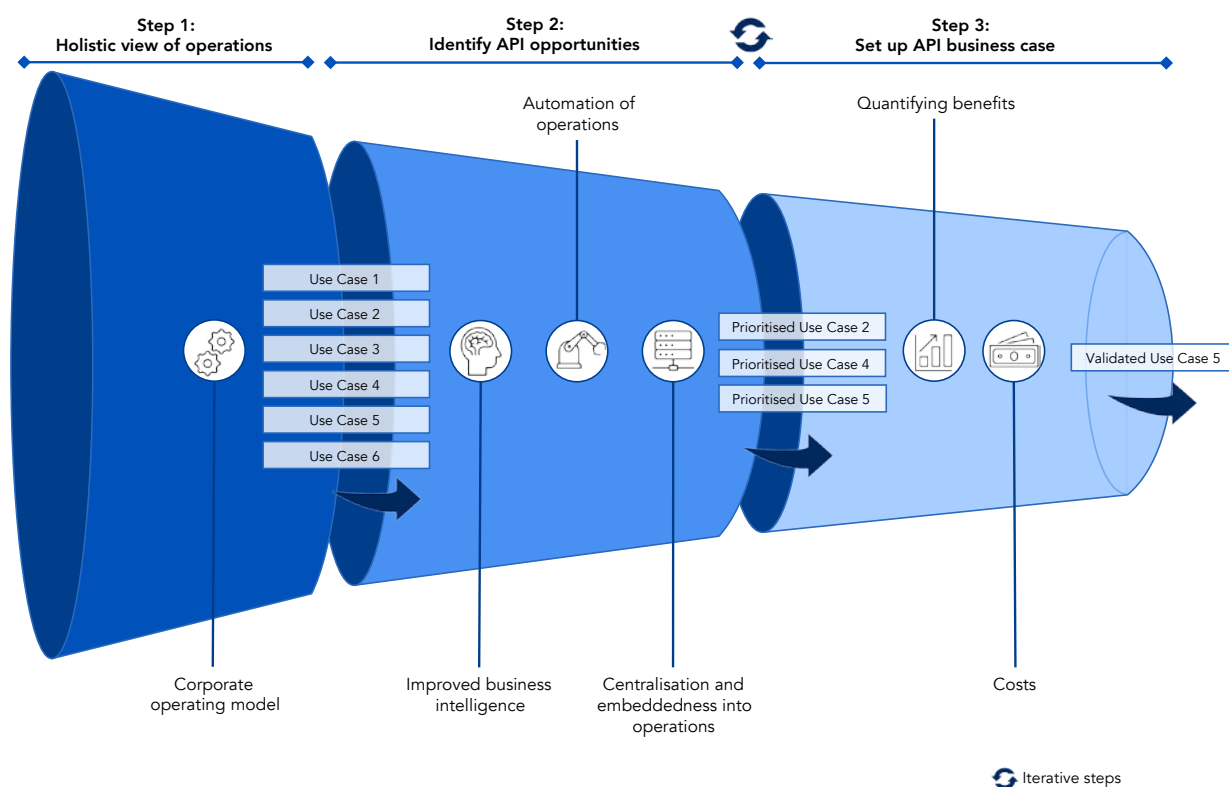 Step 1:
Holistic view of operations
Step 2:
Identify API opportunities
Step 3:
Set up API business case
Automation of
operations
Quantifying benefits
Use Case 1
Use Case 2
Use Case 3
Use Case 4
Use Case 5
Use Case 6
Prioritised Use Case 2
Prioritised Use Case 4
Prioritised Use Case 5
Validated Use Case 5
Corporate
operating model
Improved business
intelligence
Centralisation and
embeddedness into
operations
Costs
Iterative steps